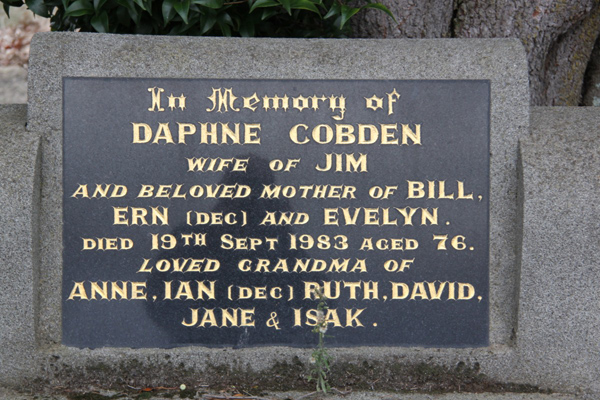 In Memory of
DAPHNE COBDEN
WIFE OF JIM
AND BELOVED MOTHER OF BILL,
ERN (DEC) AND EVELYN.
DIED 19TH SEPT 1983 AGED 76.
LOVED GRANDMA OF
ANNE, IAN (DEC) RUTH, DAVID,
JANE & ISAK.